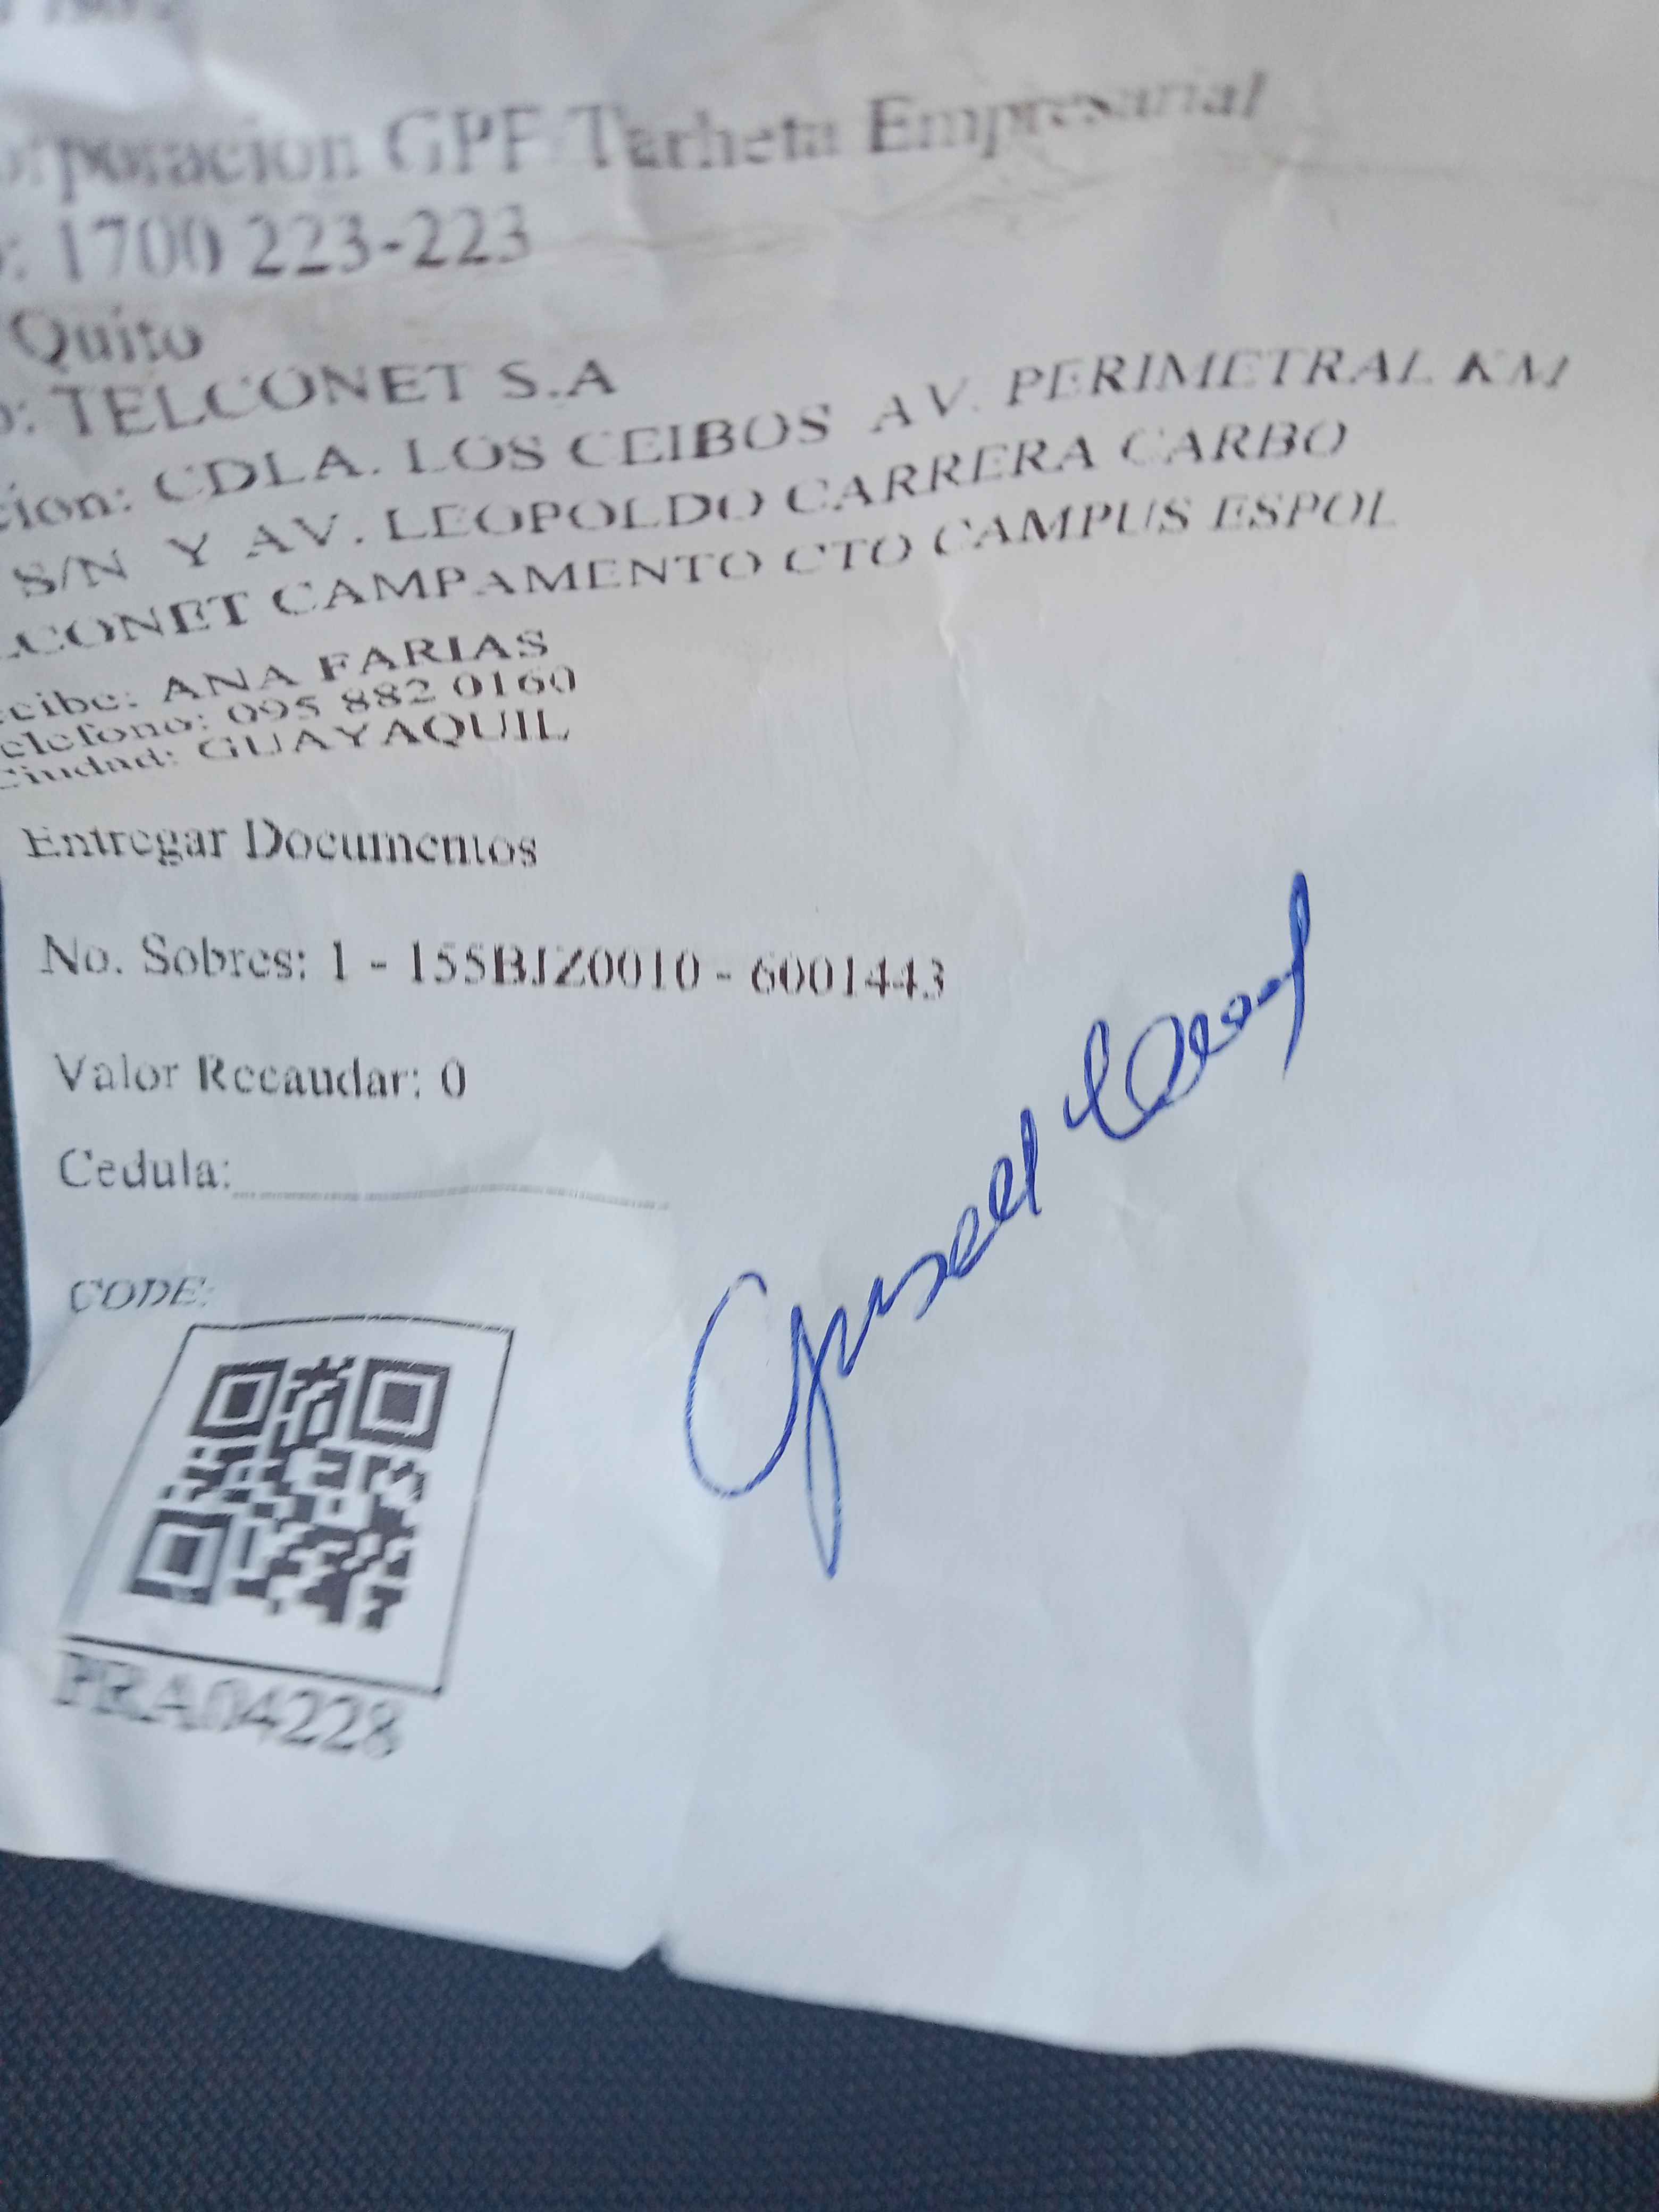 orporacion GPF Tarheta Empresarial
: 1700 223-223
Quito
o: TELCONET S.A
cion: CDLA. LOS CEIBOS AV. PERIMETRAL KM
S/N Y AV. LEOPOLDO CARRERA CARBO
LCONET CAMPAMENTO CTO CAMPUS ESPOL
ecibe: ANA FARIAS
elefono: 095 882 0160
Ciudad: GUAYAQUIL
Entregar Documentos
No. Sobres: 1 - 155BJZ0010 - 6001443
Valor Recaudar: 0
Cedula:
CODE:
PRA04228